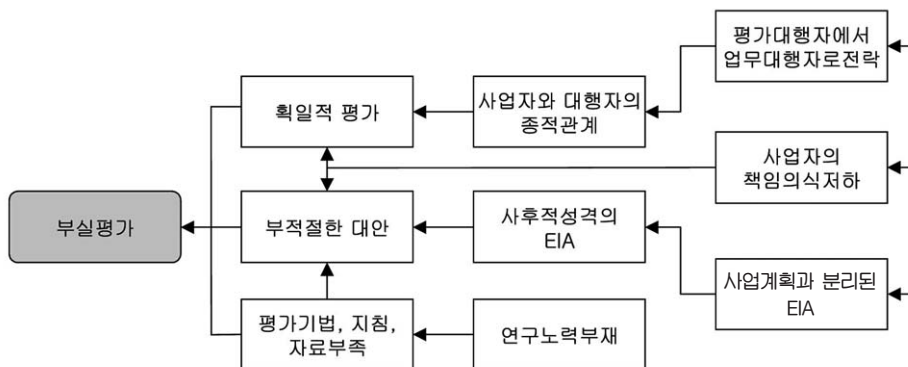 평가대행자에서
업무대행자로전락
획일적 평가
사업자와 대행자의
종적관계
사업자의
책임의식저하
부실평가
부적절한 대안
사후적성격의
EIA
사업계획과 분리된
EIA
평가기법, 지침,
자료부족
연구노력부재